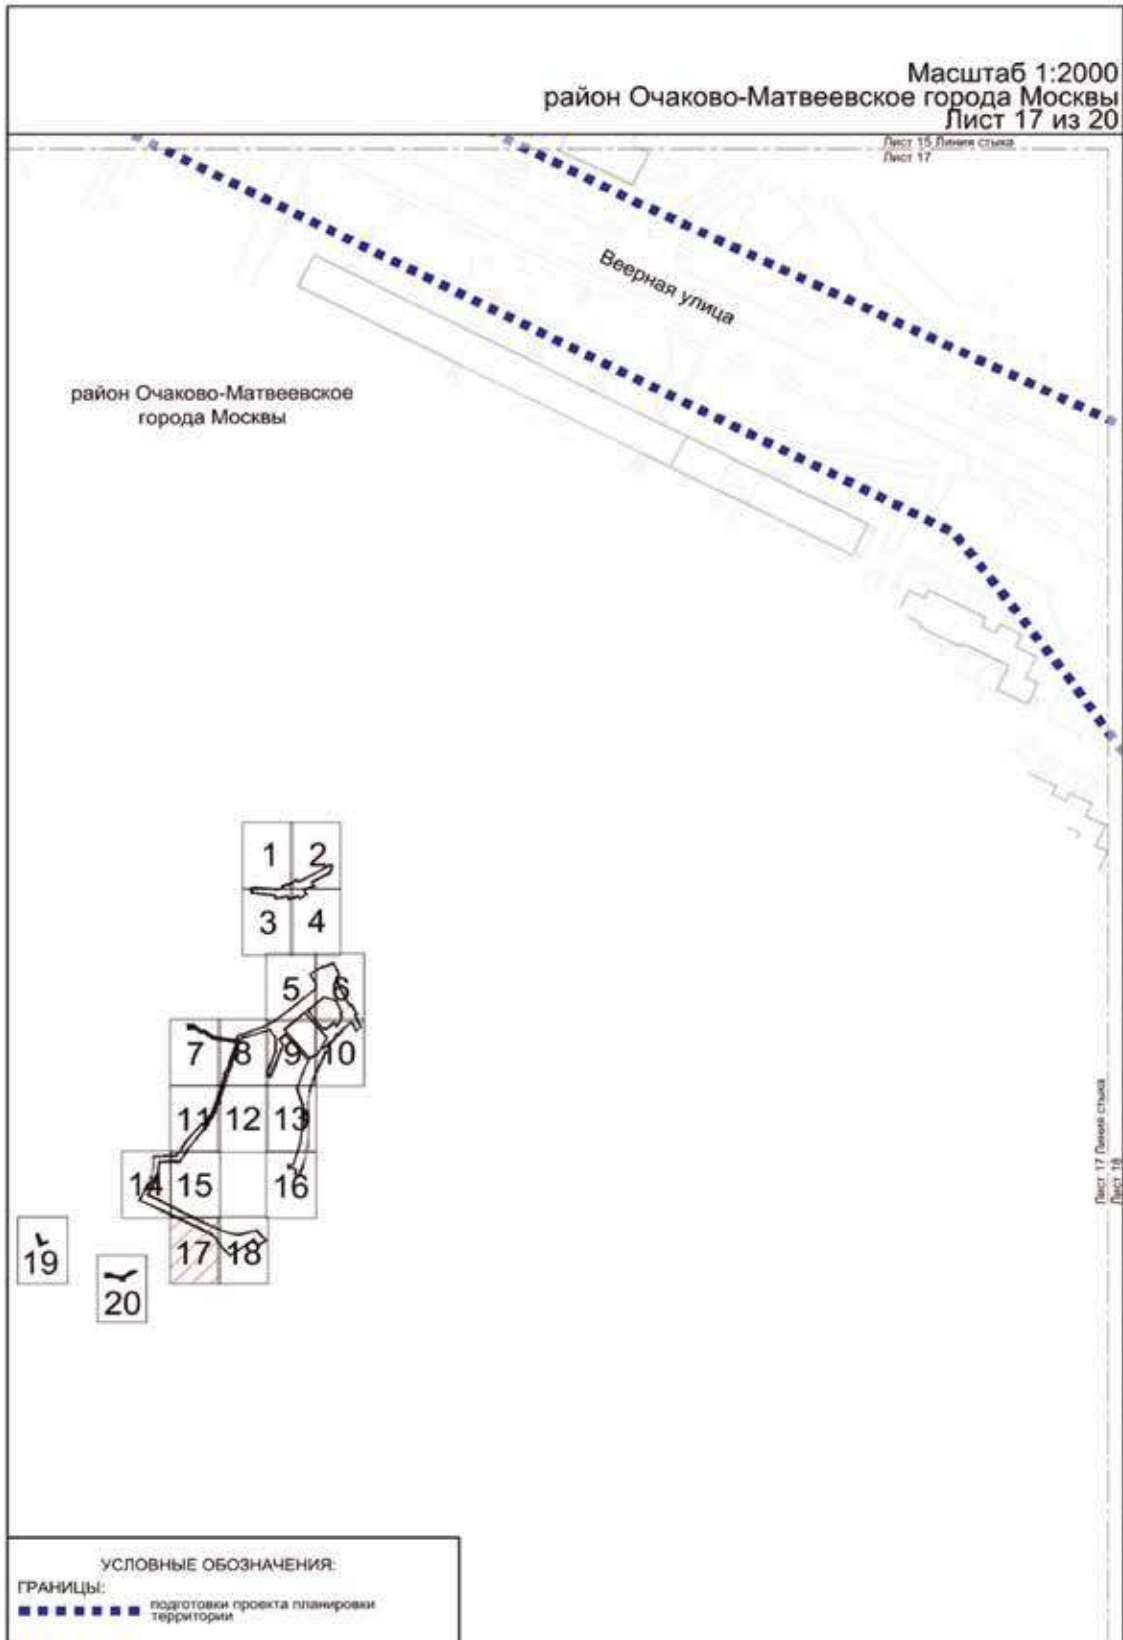 Масштаб 1:2000
район Очаково-Матвеевское города Москвы
Лист 17 из 20
Лист 15 Линия стыка
Лист 17
Веерная улица
район Очаково-Матвеевское
города Москвы
1
2
3
4
5
6
7
8
9
10
11
12
13
14
15
16
17
18
19
20
Лист 17 Линия стыка
Лист 18
УСЛОВНЫЕ ОБОЗНАЧЕНИЯ:
ГРАНИЦЫ:
подготовки проекта планировки
территории